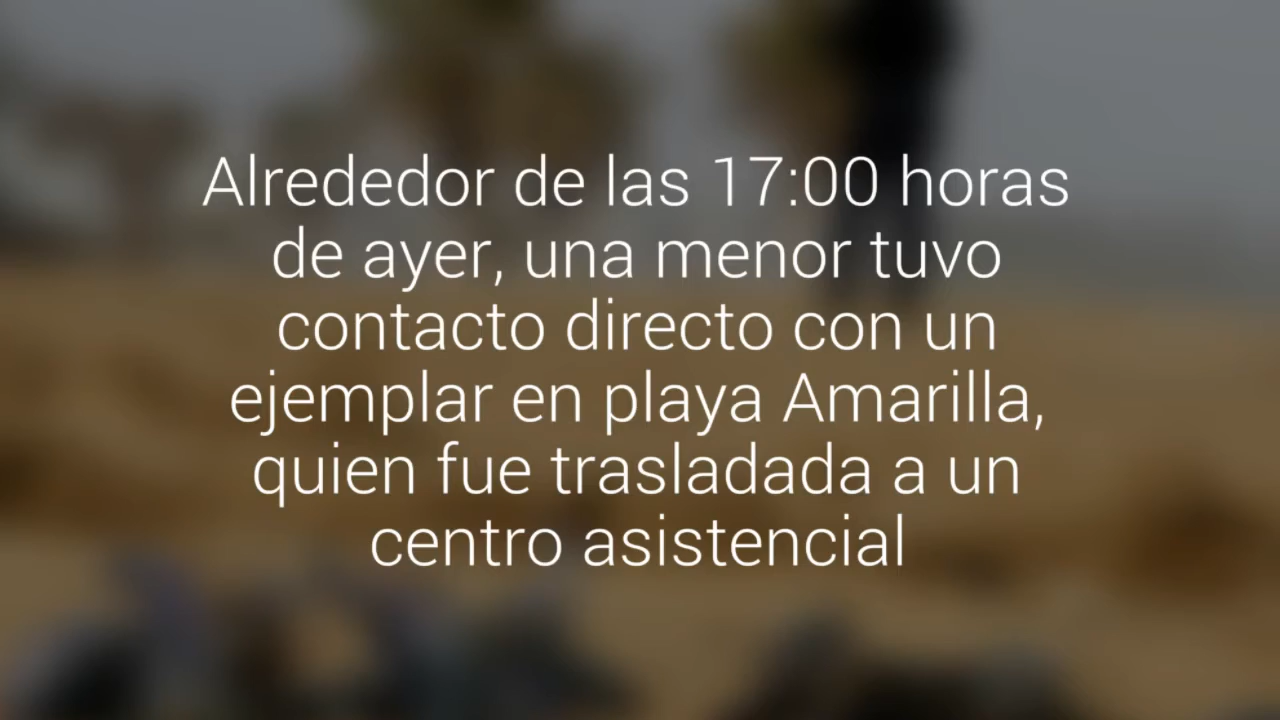 Alrededor de las 17:00 horas
de ayer, una menor tuvo
contacto directo con un
ejemplar en playa Amarilla,
quien fue trasladada a un
centro asistencial